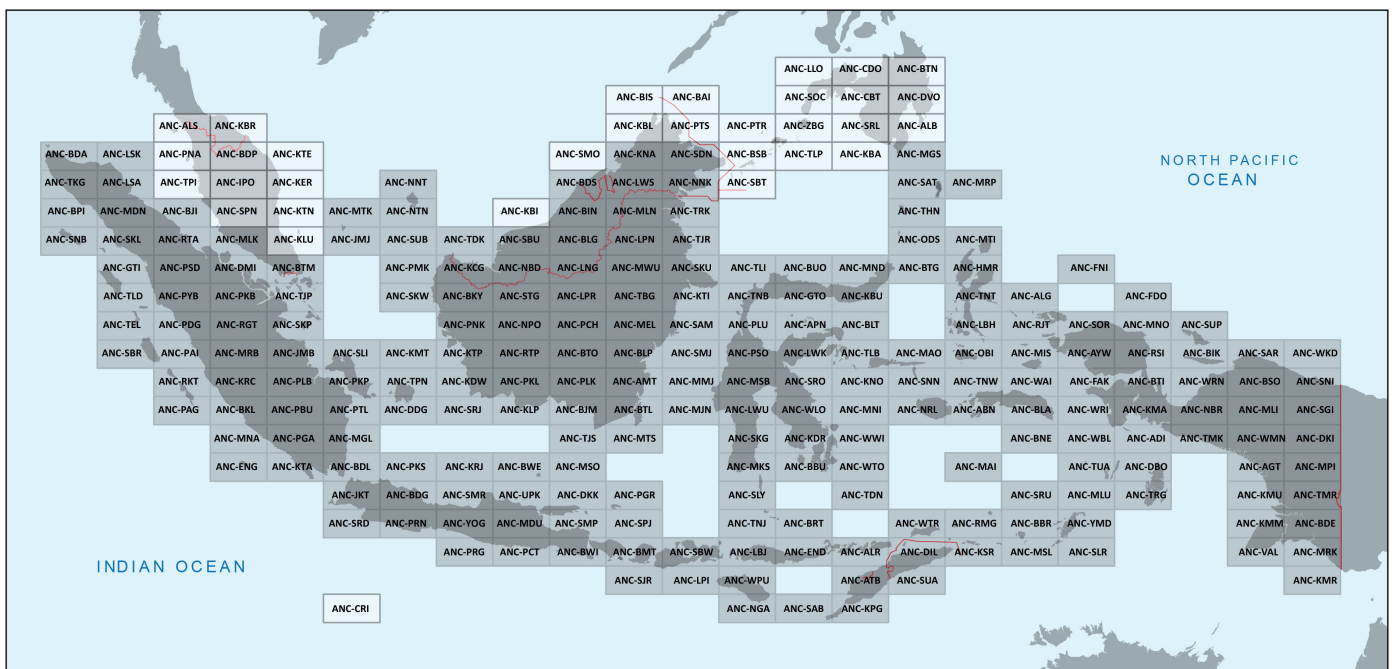 ANC-LLO ANC-CDO ANC-BTN
ANC-BIS ANC-BAI ANC-SOC ANC-CBT ANC-DVO
ANC-ALS ANC-KBR ANC-KBL ANC-PTS ANC-PTR ANC-ZBG ANC-SRL ANC-ALB
ANC-BDA ANC-LSK ANC-PNA ANC-BDP ANC-KTE ANC-SMO ANC-KNA ANC-SDN ANC-BSB ANC-TLP ANC-KBA ANC-MGS
NORTH PACIFIC
OCEAN
ANC-TKG ANC-LSA ANC-TPI ANC-IPO ANC-KER ANC-NNT ANC-BDS ANC-LWS ANC-NNK ANC-SBT ANC-SAT ANC-MRP
ANC-BPI ANC-MDN ANC-BJI ANC-SPN ANC-KTN ANC-MTK ANC-NTN ANC-KBI ANC-BIN ANC-MLN ANC-TRK ANC-THN
ANC-SNB ANC-SKL ANC-RTA ANC-MLK ANC-KLU ANC-JMJ ANC-SUB ANC-TDK ANC-SBU ANC-BLG ANC-LPN ANC-TJR ANC-ODS ANC-MTI
ANC-GTI ANC-PSD ANC-DMI ANC-BTM ANC-PMK ANC-KCG ANC-NBD ANC-LNG ANC-MWU ANC-SKU ANC-TLI ANC-BUO ANC-MND ANC-BTG ANC-HMR ANC-FNI
ANC-TLD ANC-PYB ANC-PKB ANC-TJP ANC-SKW ANC-BKY ANC-STG ANC-LPR ANC-TBG ANC-KTI ANC-TNB ANC-GTO ANC-KBU ANC-TNT ANC-ALG ANC-FDO
ANC-TEL ANC-PDG ANC-RGT ANC-SKP ANC-PNK ANC-NPO ANC-PCH ANC-MEL ANC-SAM ANC-PLU ANC-APN ANC-BLT ANC-LBH ANC-RJT ANC-SOR ANC-MNO ANC-SUP
ANC-SBR ANC-PAI ANC-MRB ANC-JMB ANC-SLI ANC-KMT ANC-KTP ANC-RTP ANC-BTO ANC-BLP ANC-SMJ ANC-PSO ANC-LWK ANC-TLB ANC-MAO ANC-OBI ANC-MIS ANC-AYW ANC-RSI ANC-BIK ANC-SAR ANC-WKD
ANC-RKT ANC-KRC ANC-PLB ANC-PKP ANC-TPN ANC-KDW ANC-PKL ANC-PLK ANC-AMT ANC-MMJ ANC-MSB ANC-SRO ANC-KNO ANC-SNN ANC-TNW ANC-WAI ANC-FAK ANC-BTI ANC-WRN ANC-BSO ANC-SNI
ANC-PAG ANC-BKL ANC-PBU ANC-PTL ANC-DDG ANC-SRJ ANC-KLP ANC-BJM ANC-BTL ANC-MJN ANC-LWU ANC-WLO ANC-MNI ANC-NRL ANC-ABN ANC-BLA ANC-WRI ANC-KMA ANC-NBR ANC-MLI ANC-SGI
ANC-MNA ANC-PGA ANC-MGL ANC-TJS ANC-MTS ANC-SKG ANC-KDR ANC-WWI ANC-BNE ANC-WBL ANC-ADI ANC-TMK ANC-WMN ANC-DKI
ANC-ENG ANC-KTA ANC-BDL ANC-PKS ANC-KRJ ANC-BWE ANC-MSO ANC-MKS ANC-BBU ANC-WTO ANC-MAI ANC-TUA ANC-DBO ANC-AGT ANC-MPI
ANC-JKT ANC-BDG ANC-SMR ANC-UPK ANC-DKK ANC-PGR ANC-SLY ANC-TDN ANC-SRU ANC-MLU ANC-TRG ANC-KMU ANC-TMR
ANC-SRD ANC-PRN ANC-YOG ANC-MDU ANC-SMP ANC-SPJ ANC-TNJ ANC-BRT ANC-WTR ANC-RMG ANC-BBR ANC-YMD ANC-KMM ANC-BDE
ANC-PRG ANC-PCT ANC-BWI ANC-BMT ANC-SBW ANC-LBJ ANC-END ANC-ALR ANC-DIL ANC-KSR ANC-MSL ANC-SLR ANC-VAL ANC-MRK
INDIAN OCEAN
ANC-SJR ANC-LPI ANC-WPU ANC-ATB ANC-SUA ANC-KMR
ANC-CRI ANC-NGA ANC-SAB ANC-KPG